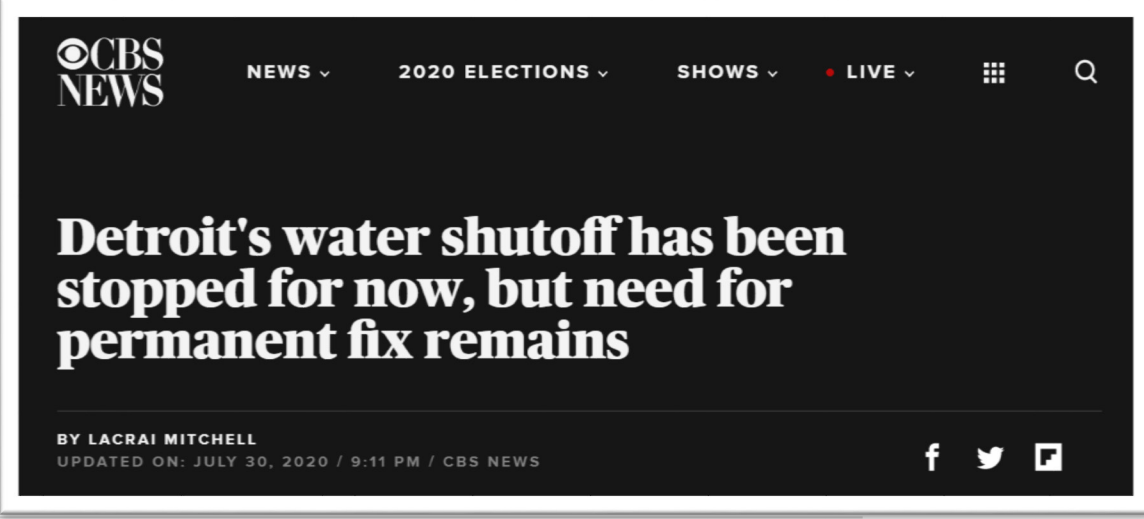 CBS
NEWS
NEWS
2020 ELECTIONS
SHOWS
LIVE
Detroit's water shutoff has been
stopped for now, but need for
permanent fix remains
BY LACRAI MITCHELL
UPDATED ON: JULY 30, 2020 / 9:11 PM / CBS NEWS